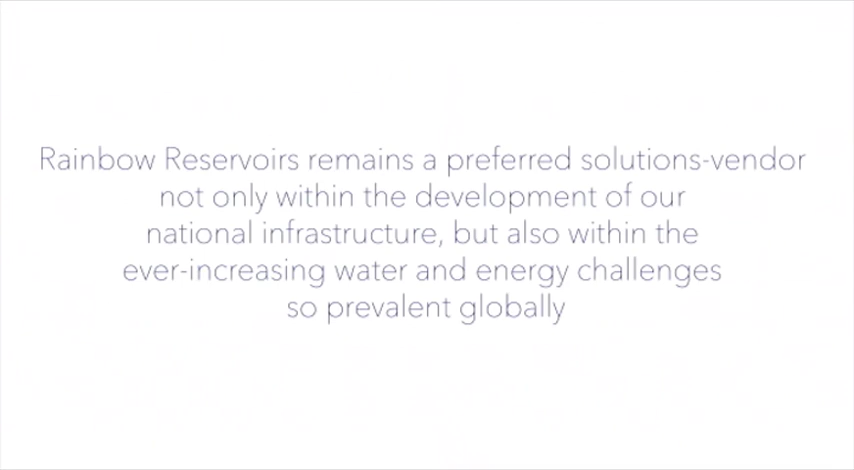 Rainbow Reservoirs remains a preferred solutions-vendor
not only within the development of our
national infrastructure, but also within the
ever-increasing water and energy challenges
so prevalent globally